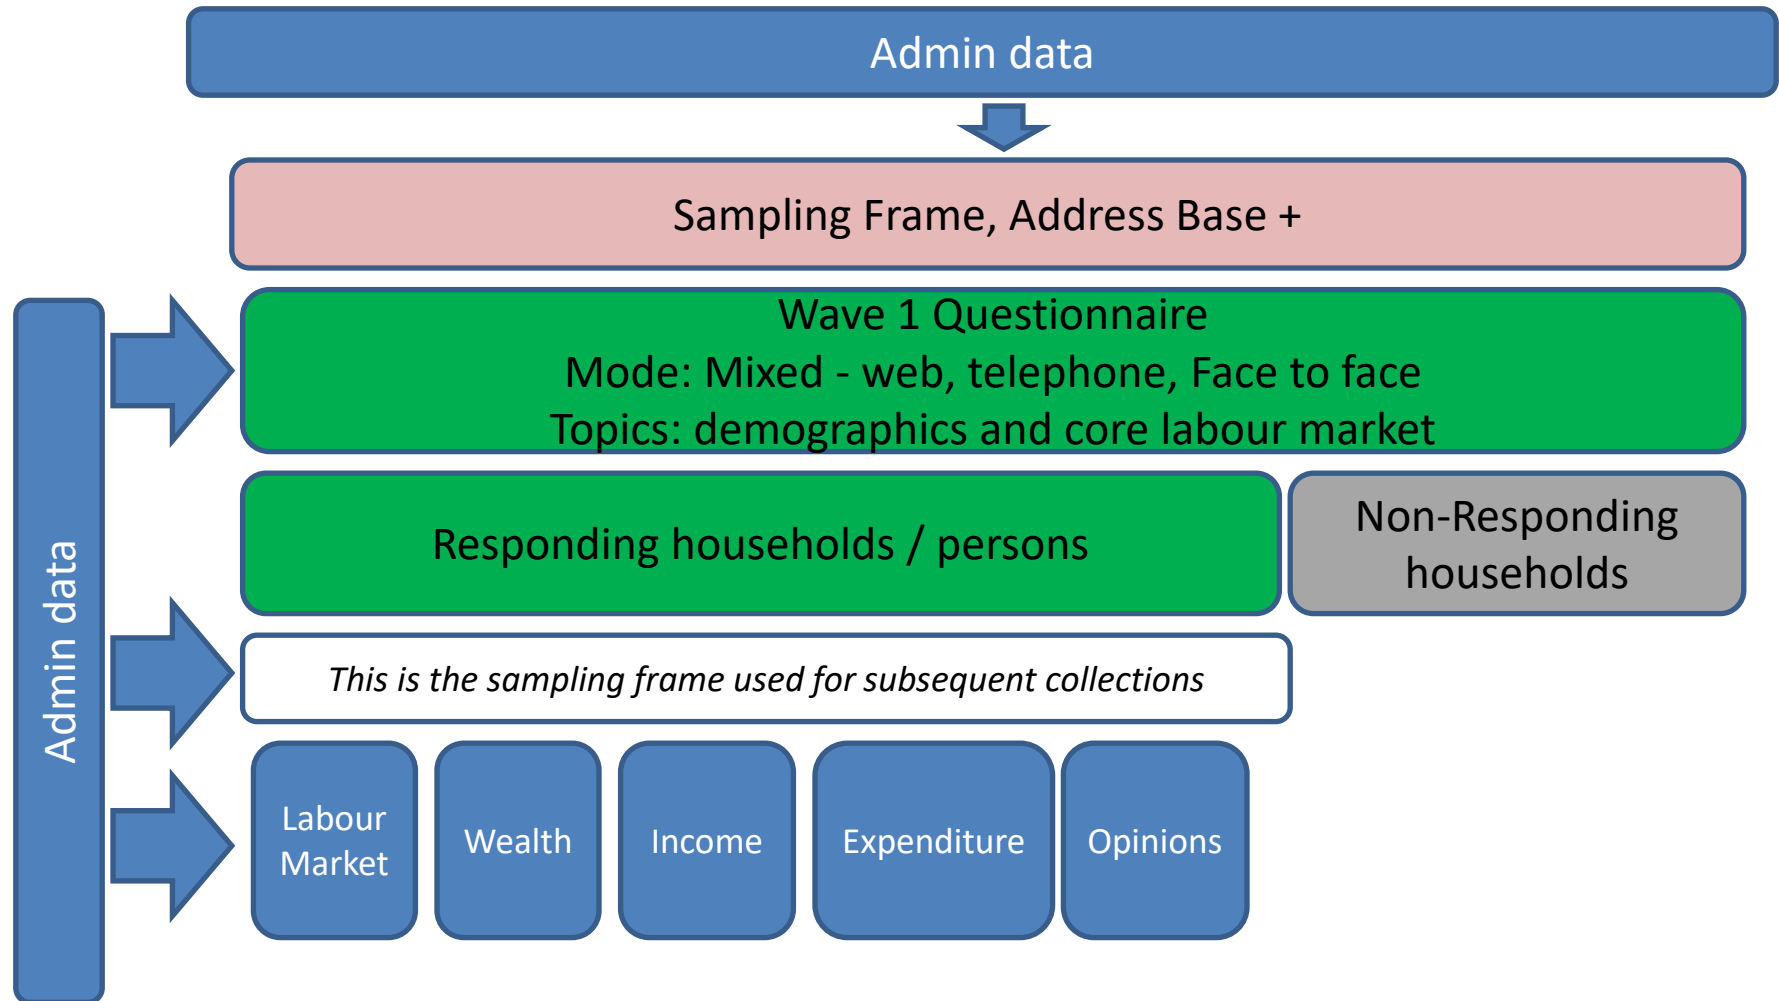 Admin data
Sampling Frame, Address Base +
Wave 1 Questionnaire
Mode: Mixed - web, telephone, Face to face
Topics: demographics and core labour market
Responding households / persons
Non-Responding
households
Admin data
This is the sampling frame used for subsequent collections
Labour
Market
Wealth
Income
Expenditure
Opinions